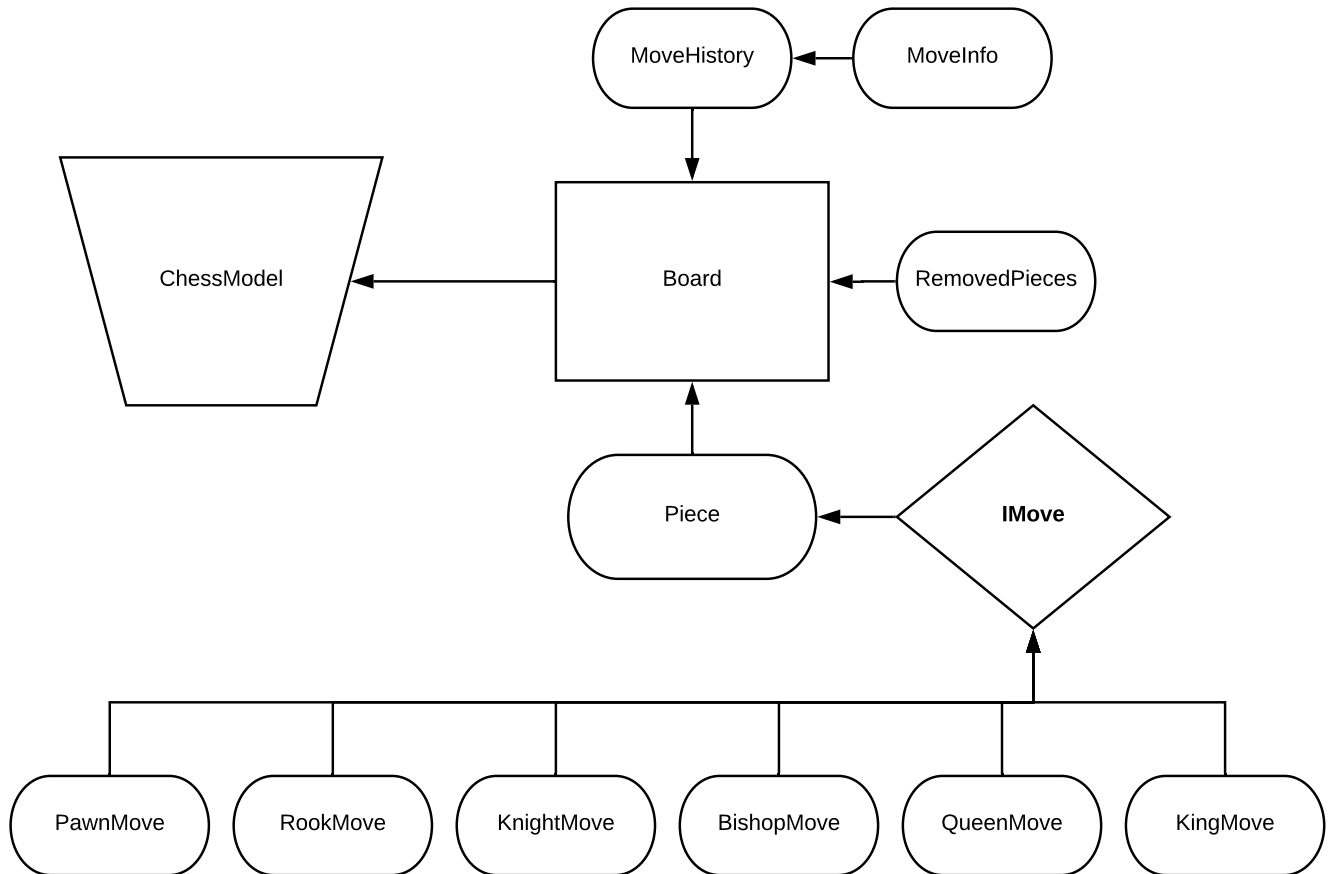 MoveHistory
MoveInfo
ChessModel
Board
RemovedPieces
Piece
IMove
PawnMove
RookMove
KnightMove
BishopMove
QueenMove
KingMove